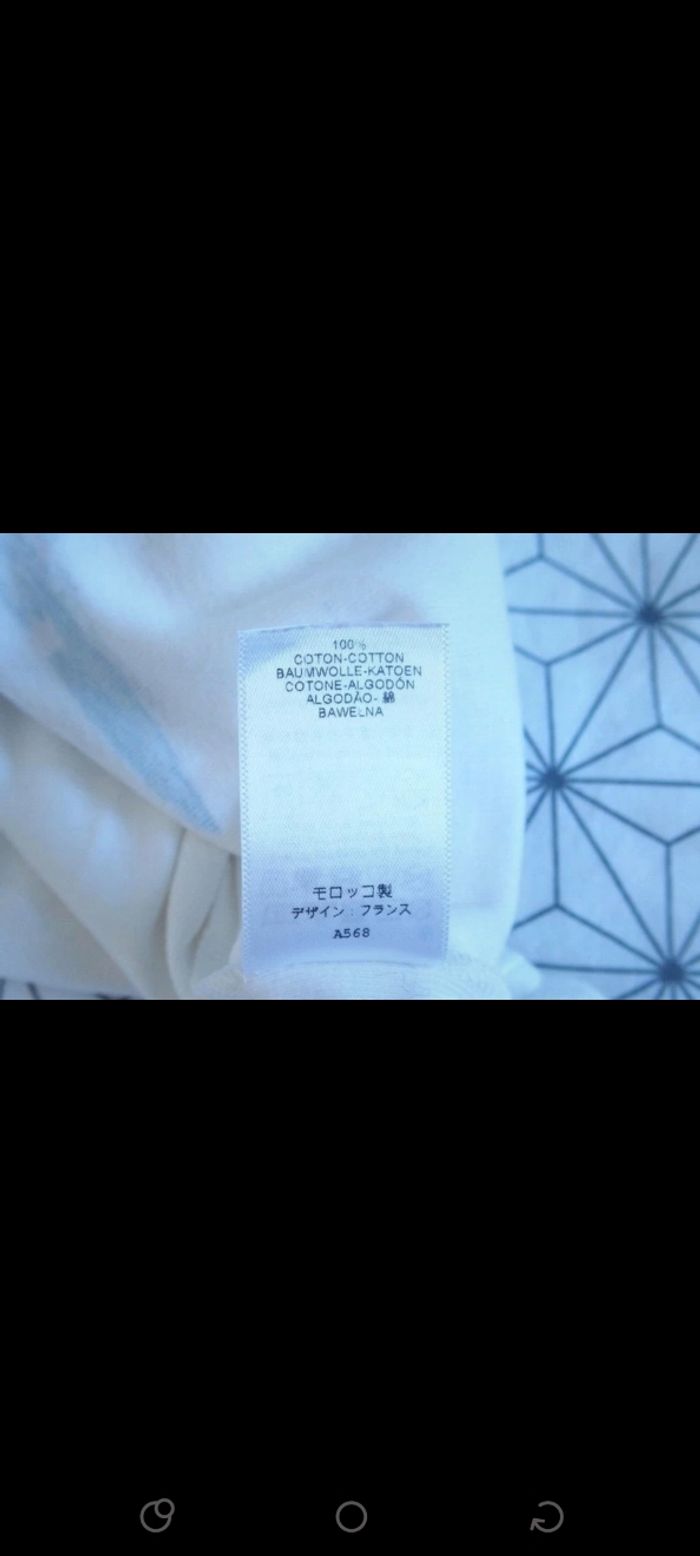 100%
COTON-COTTON
BAUMWOLLE-KATOEN
COTONE-ALGODÓN
ALGODÃO- 綿
BAWEŁNA
モロッコ製
デザイン：フランス
A568